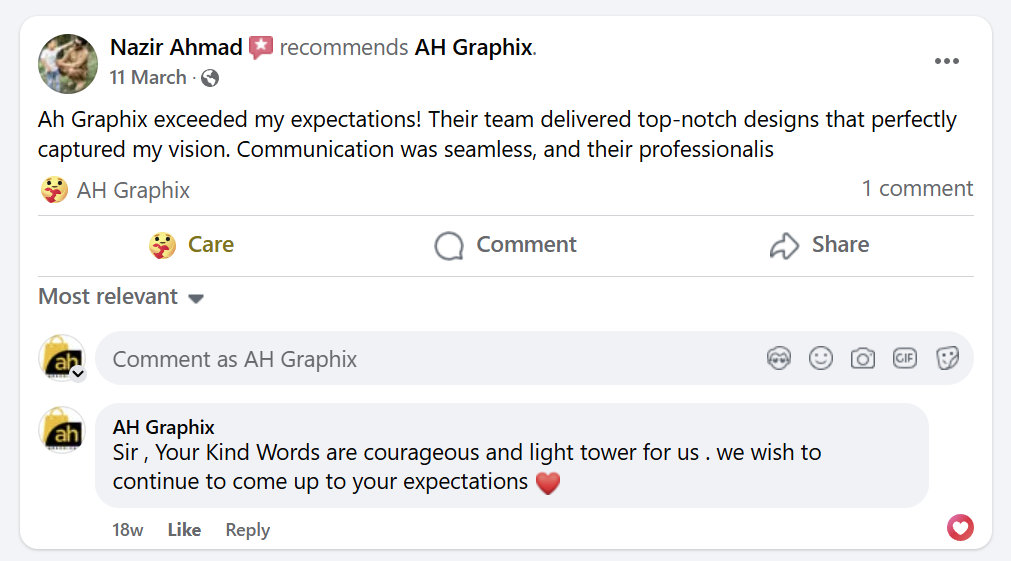 Nazir Ahmad recommends AH Graphix.
11 March ·
Ah Graphix exceeded my expectations! Their team delivered top-notch designs that perfectly
captured my vision. Communication was seamless, and their professionalis
AH Graphix
1 comment
Care
Comment
Share
Most relevant
ah
Comment as AH Graphix
GIF
ah
AH Graphix
Sir , Your Kind Words are courageous and light tower for us . we wish to
continue to come up to your expectations ❤️
18w Like Reply